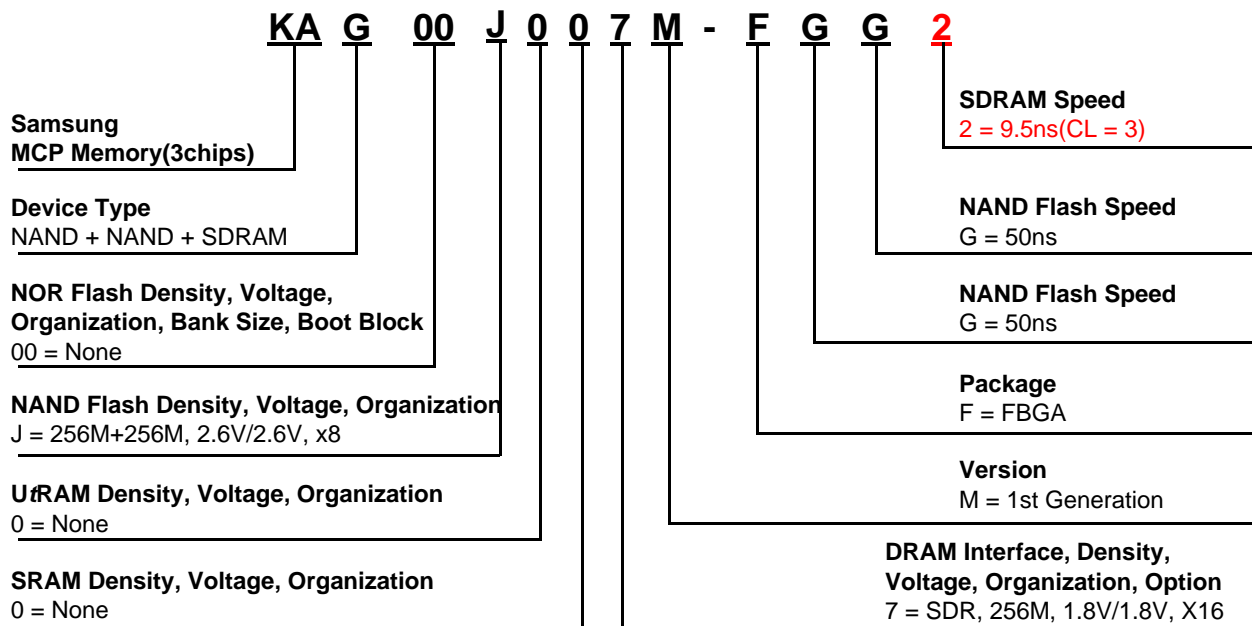 KA G 00 J 0 0 7 M - F G G 2
Samsung
MCP Memory(3chips)
Device Type
NAND + NAND + SDRAM
NOR Flash Density, Voltage,
Organization, Bank Size, Boot Block
00 = None
NAND Flash Density, Voltage, Organization
J = 256M+256M, 2.6V/2.6V, x8
UtRAM Density, Voltage, Organization
0 = None
SRAM Density, Voltage, Organization
0 = None
SDRAM Speed
2 = 9.5ns(CL = 3)
NAND Flash Speed
G = 50ns
NAND Flash Speed
G = 50ns
Package
F = FBGA
Version
M = 1st Generation
DRAM Interface, Density,
Voltage, Organization, Option
7 = SDR, 256M, 1.8V/1.8V, X16